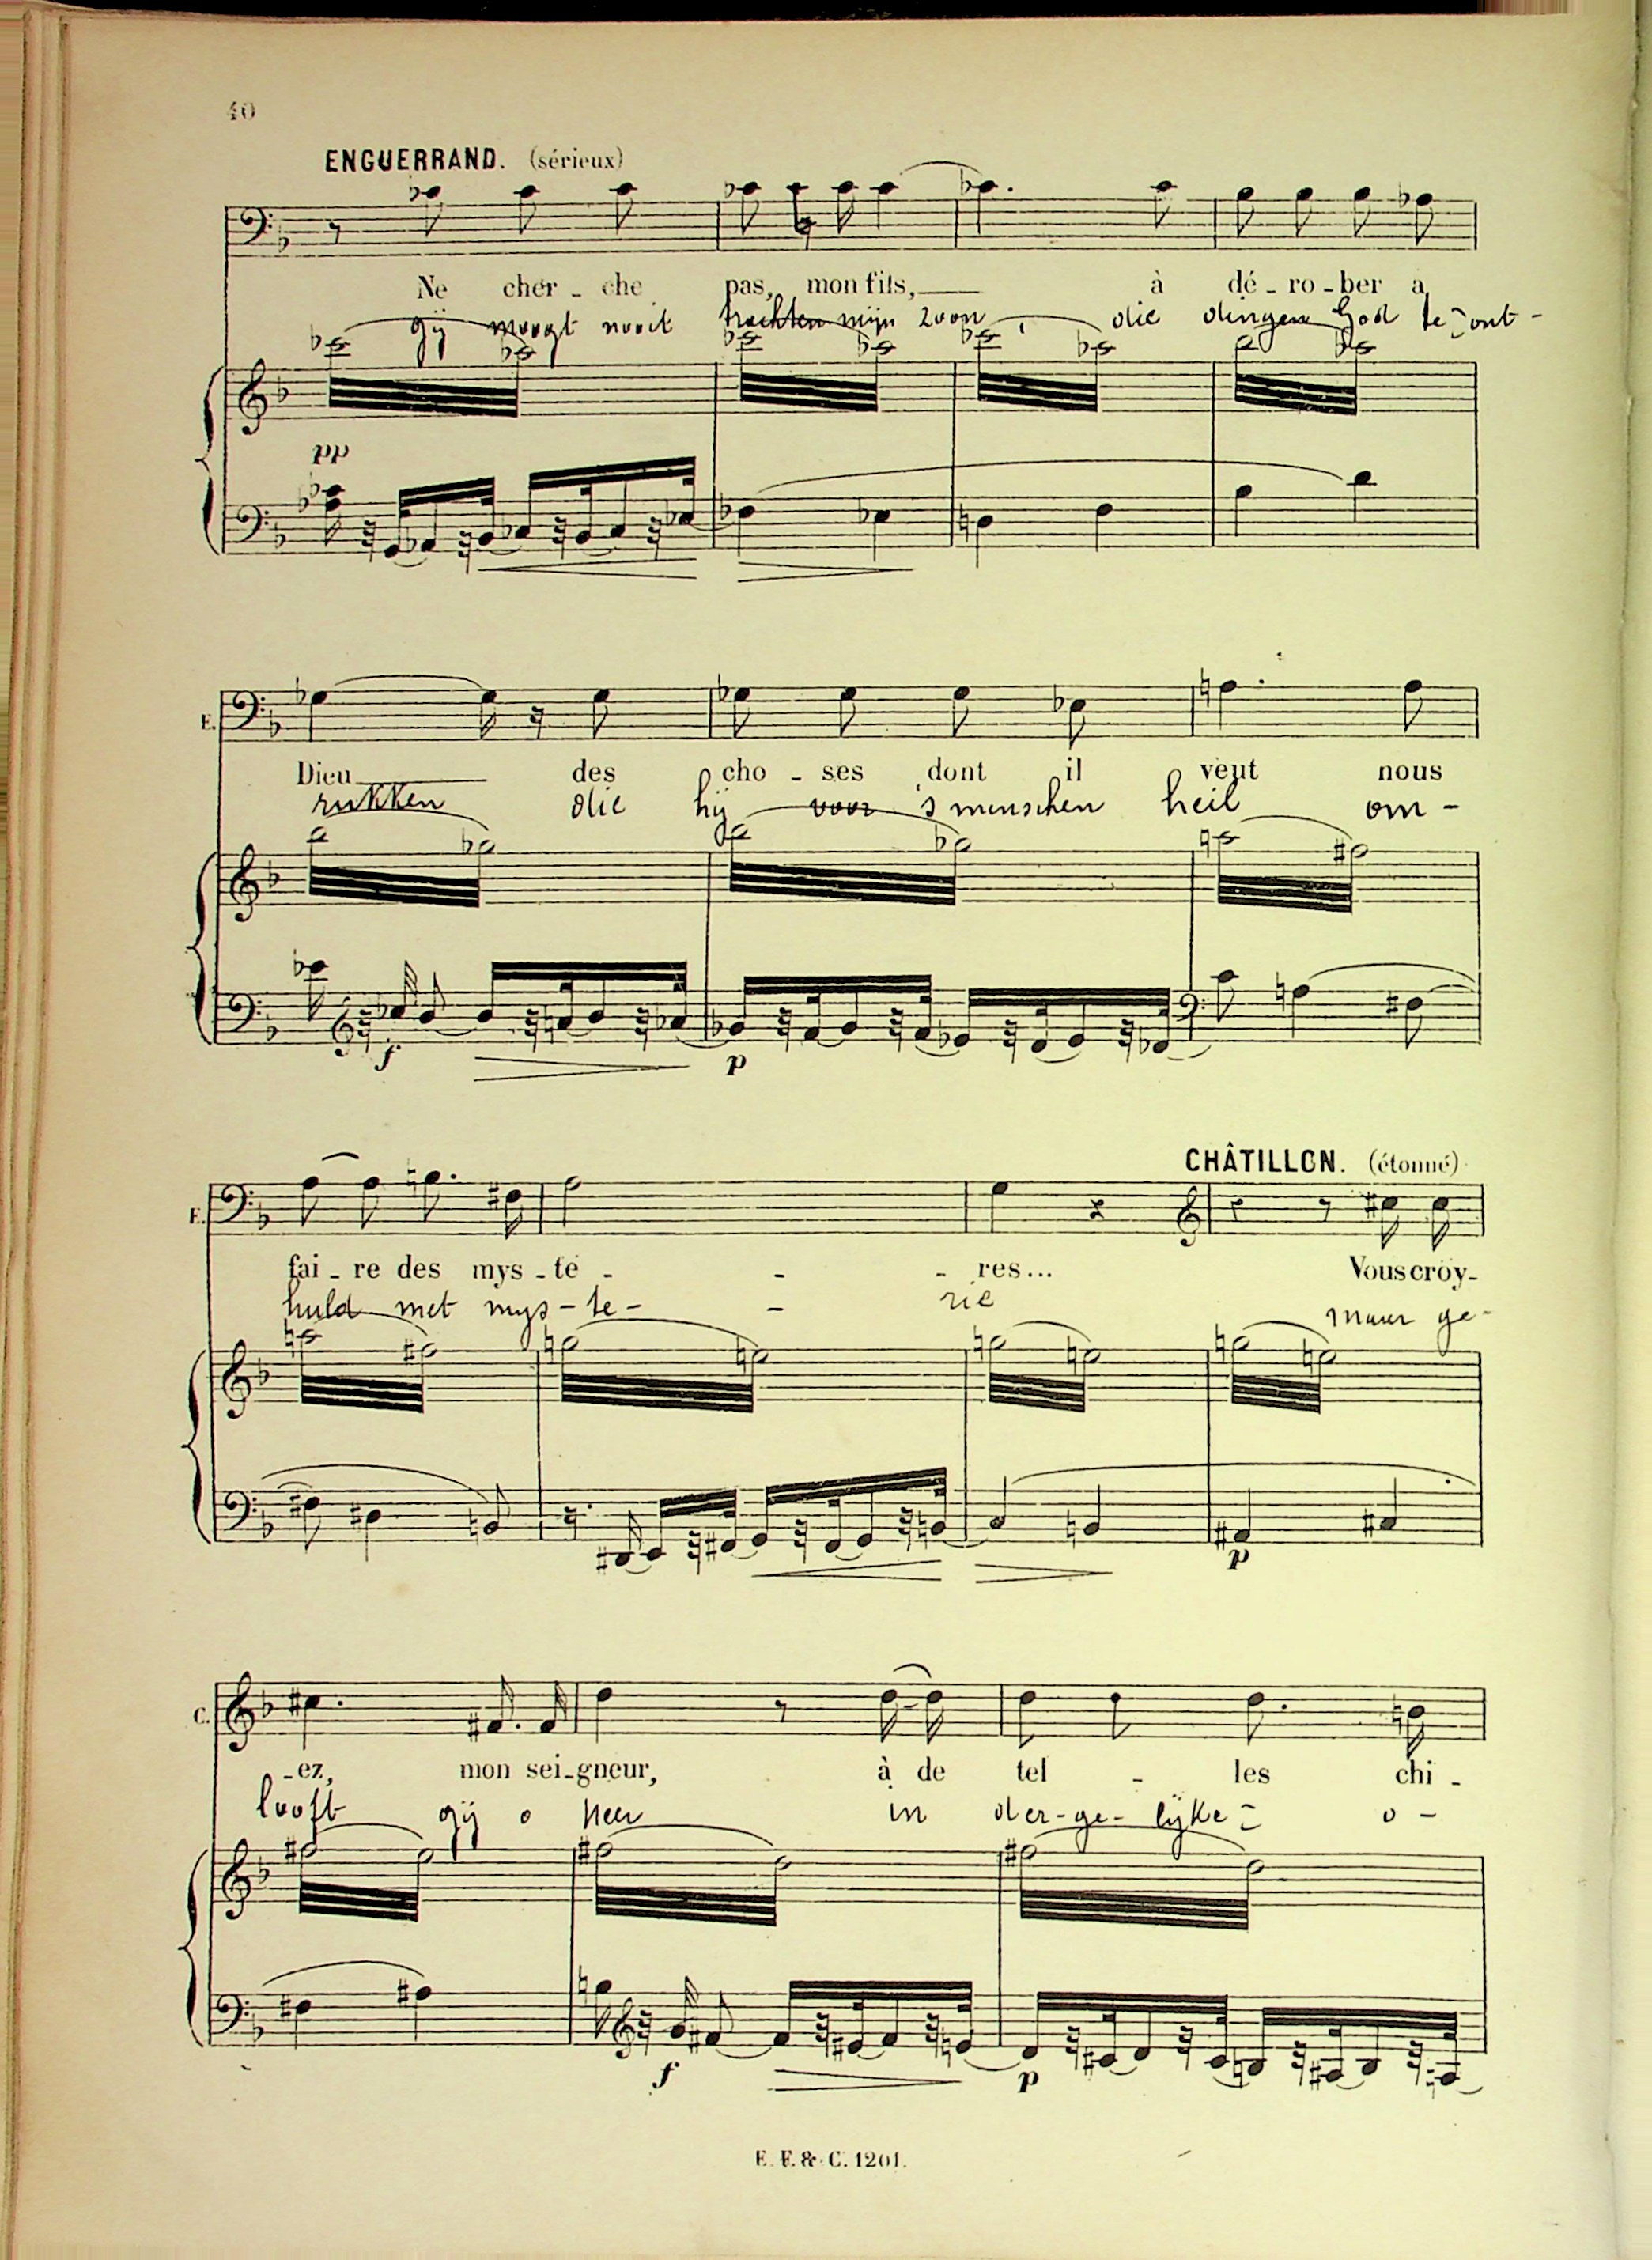 40
ENGUERRAND. (sérieux)
Ne cher - che pas, mon fils, à dé - ro - ber à
gij moogt nooit trachten mijn zoon die dingen God te ont -
pp
E.
Dieu des cho - ses dont il veut nous
rukken die hij voor 's menschen heil om -
f p
CHÂTILLON. (étonné)
E.
fai - re des mys - tè - - - res... Vous croy-
huld met mys - te - - rie maar ge-
p
C.
-ez, mon sei-gneur, à de tel - les chi -
looft gij o heer in der-ge-lijke o -
f p
E. F. & C. 1201.